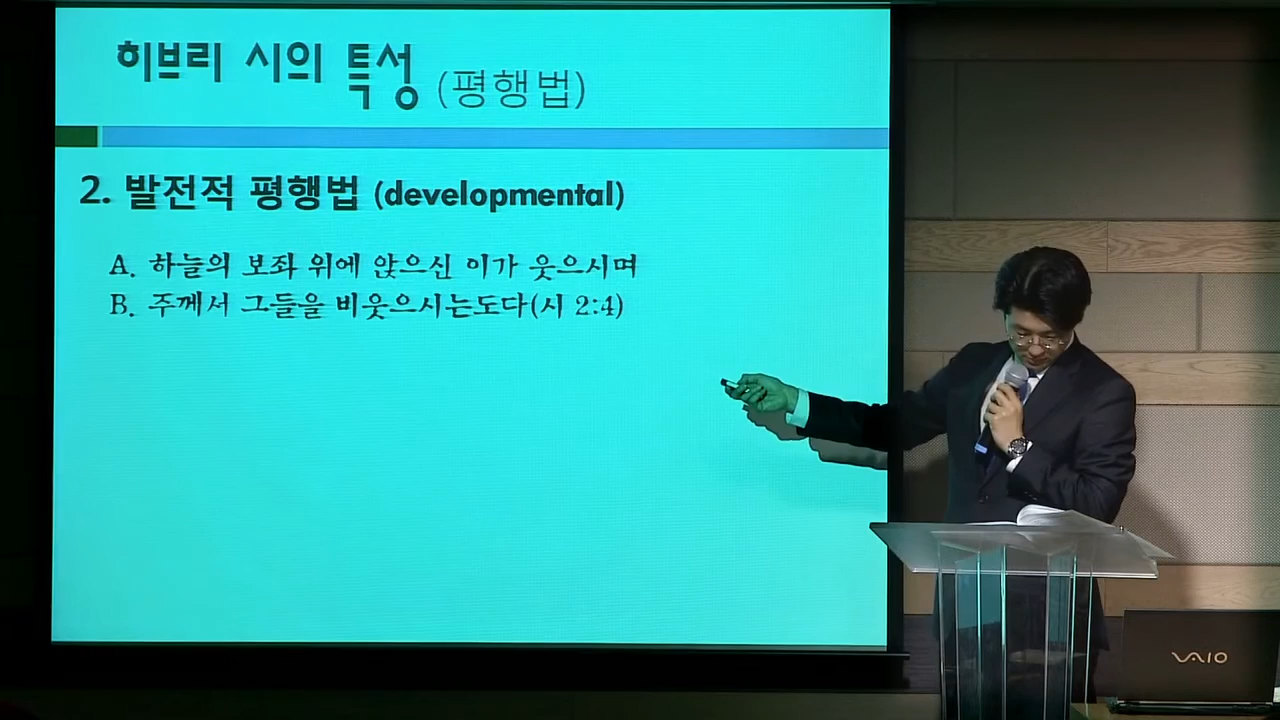 히브리 시의 특성 (평행법)
2. 발전적 평행법 (developmental)
A. 하늘의 보좌 위에 앉으신 이가 웃으시며
B. 주께서 그들을 비웃으시는도다(시 2:4)
VAIO